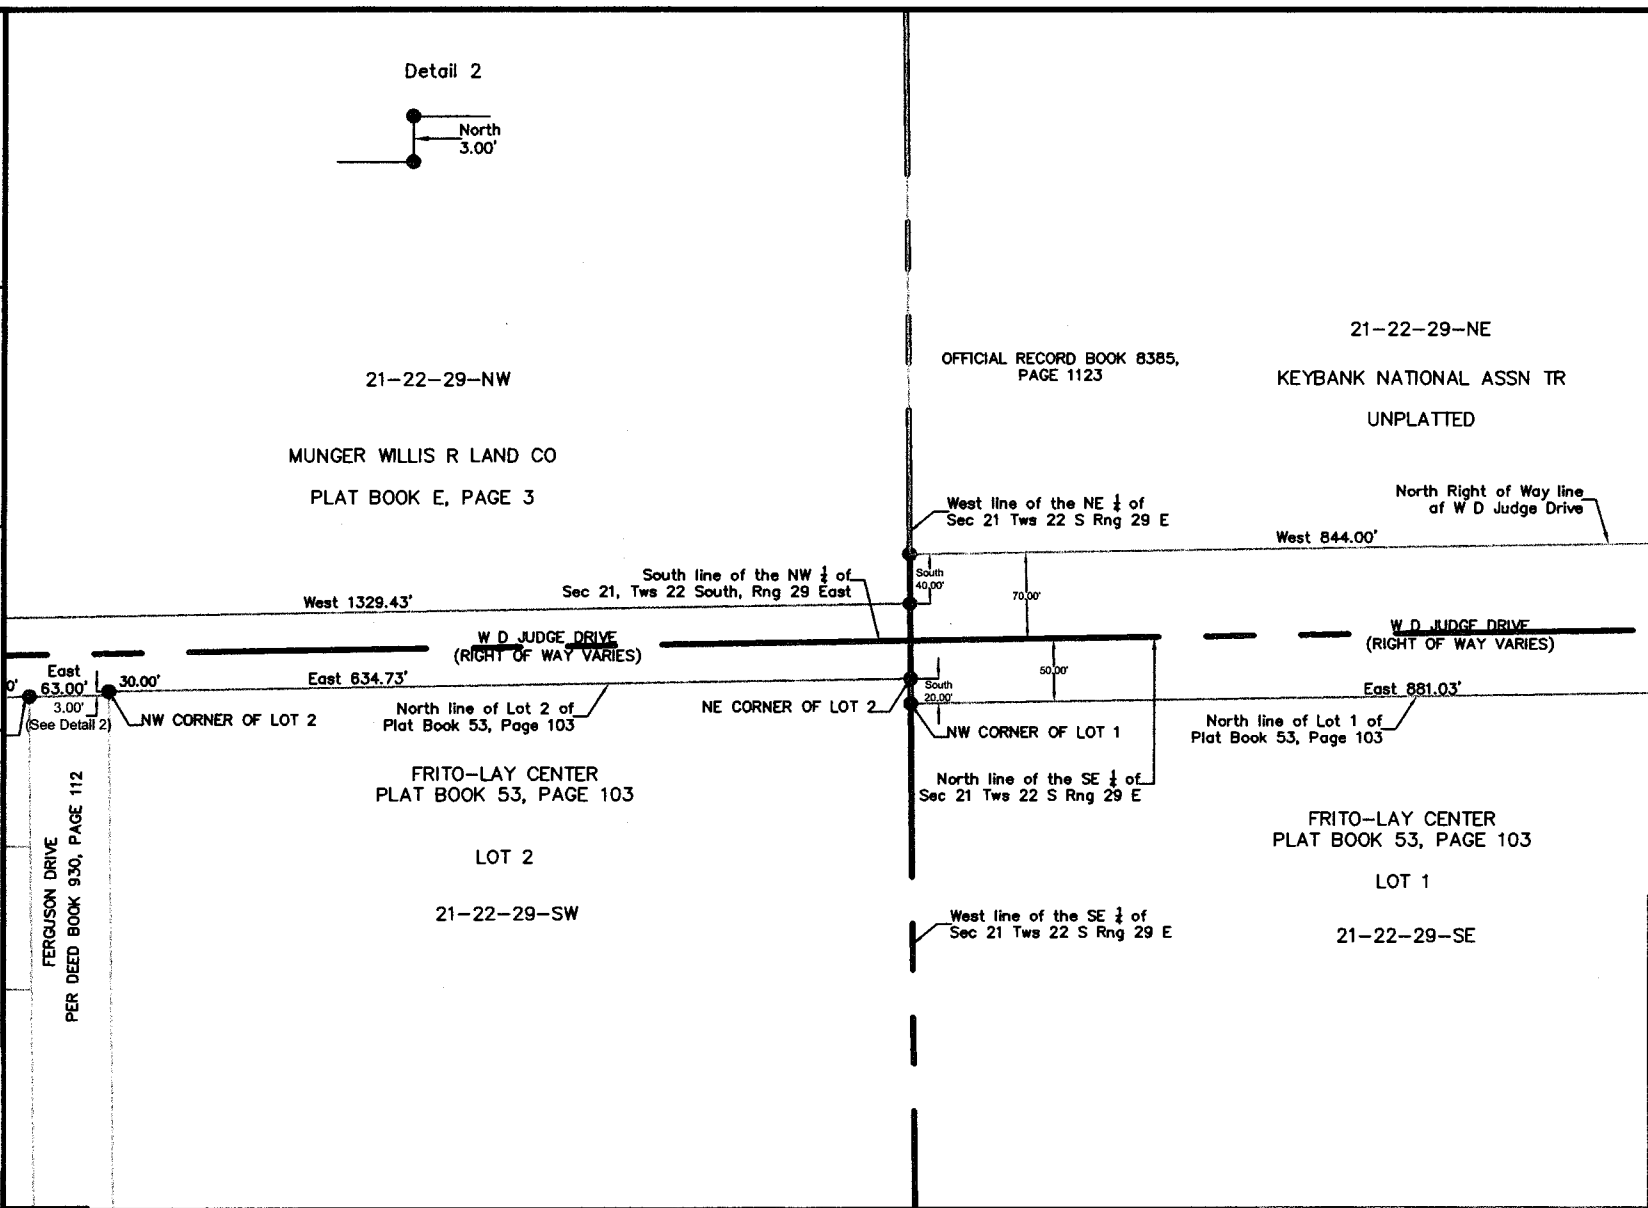 Detail 2
North
3.00'
21-22-29-NW
MUNGER WILLIS R LAND CO
PLAT BOOK E, PAGE 3
OFFICIAL RECORD BOOK 8385,
PAGE 1123
21-22-29-NE
KEYBANK NATIONAL ASSN TR
UNPLATTED
West line of the NE ¼ of
Sec 21 Tws 22 S Rng 29 E
North Right of Way line
of W D Judge Drive
West 844.00'
South line of the NW ¼ of
Sec 21, Tws 22 South, Rng 29 East
South
40.00'
70.00'
West 1329.43'
W D JUDGE DRIVE
(RIGHT OF WAY VARIES)
W D JUDGE DRIVE
(RIGHT OF WAY VARIES)
0'
East
63.00'
3.00'
(See Detail 2)
30.00'
East 634.73'
NW CORNER OF LOT 2
North line of Lot 2 of
Plat Book 53, Page 103
NE CORNER OF LOT 2
South
20.00'
50.00'
NW CORNER OF LOT 1
East 881.03'
North line of Lot 1 of
Plat Book 53, Page 103
North line of the SE ¼ of
Sec 21 Tws 22 S Rng 29 E
FRITO-LAY CENTER
PLAT BOOK 53, PAGE 103
LOT 2
21-22-29-SW
FERGUSON DRIVE
PER DEED BOOK 930, PAGE 112
FRITO-LAY CENTER
PLAT BOOK 53, PAGE 103
LOT 1
21-22-29-SE
West line of the SE ¼ of
Sec 21 Tws 22 S Rng 29 E